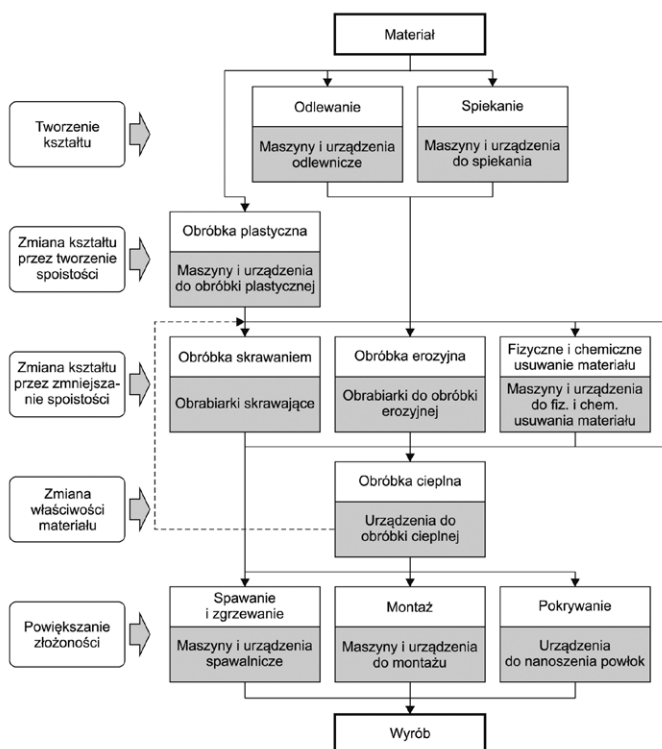 Materiał
Odlewanie
Maszyny i urządzenia
odlewnicze
Spiekanie
Maszyny i urządzenia
do spiekania
Tworzenie
kształtu
Obróbka plastyczna
Maszyny i urządzenia
do obróbki plastycznej
Zmiana kształtu
przez tworzenie
spoistości
Zmiana kształtu
przez zmniejsza-
nie spoistości
Obróbka skrawaniem
Obrabiarki skrawające
Obróbka erozyjna
Obrabiarki do obróbki
erozyjnej
Fizyczne i chemiczne
usuwanie materiału
Maszyny i urządzenia
do fiz. i chem.
usuwania materiału
Zmiana
właściwości
materiału
Obróbka cieplna
Urządzenia do
obróbki cieplnej
Powiększanie
złożoności
Spawanie
i zgrzewanie
Maszyny i urządzenia
spawalnicze
Montaż
Maszyny i urządzenia
do montażu
Pokrywanie
Urządzenia
do nanoszenia powłok
Wyrób